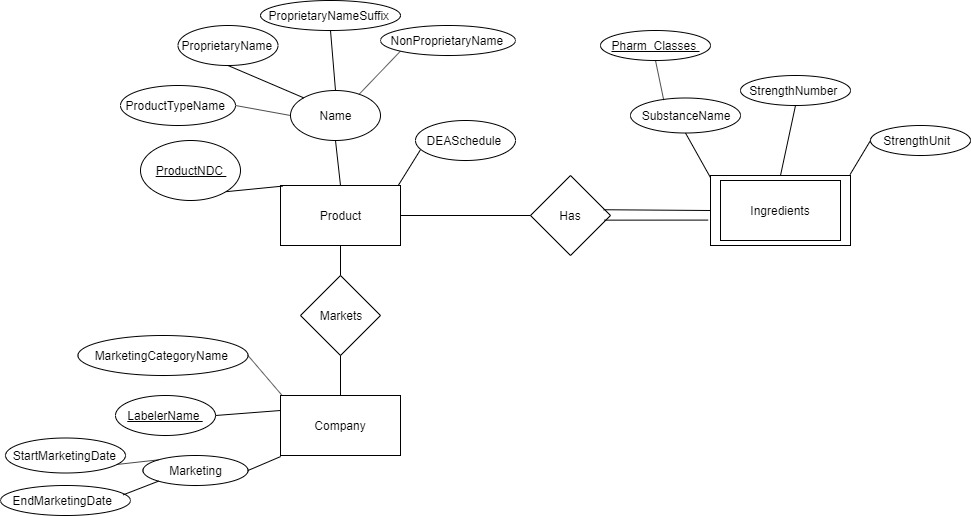 ProprietaryNameSuffix
ProprietaryName
NonProprietaryName
Pharm_Classes
ProductTypeName
Name
SubstanceName
StrengthNumber
DEASchedule
StrengthUnit
ProductNDC
Product
Has
Ingredients
Markets
MarketingCategoryName
LabelerName
Company
StartMarketingDate
Marketing
EndMarketingDate